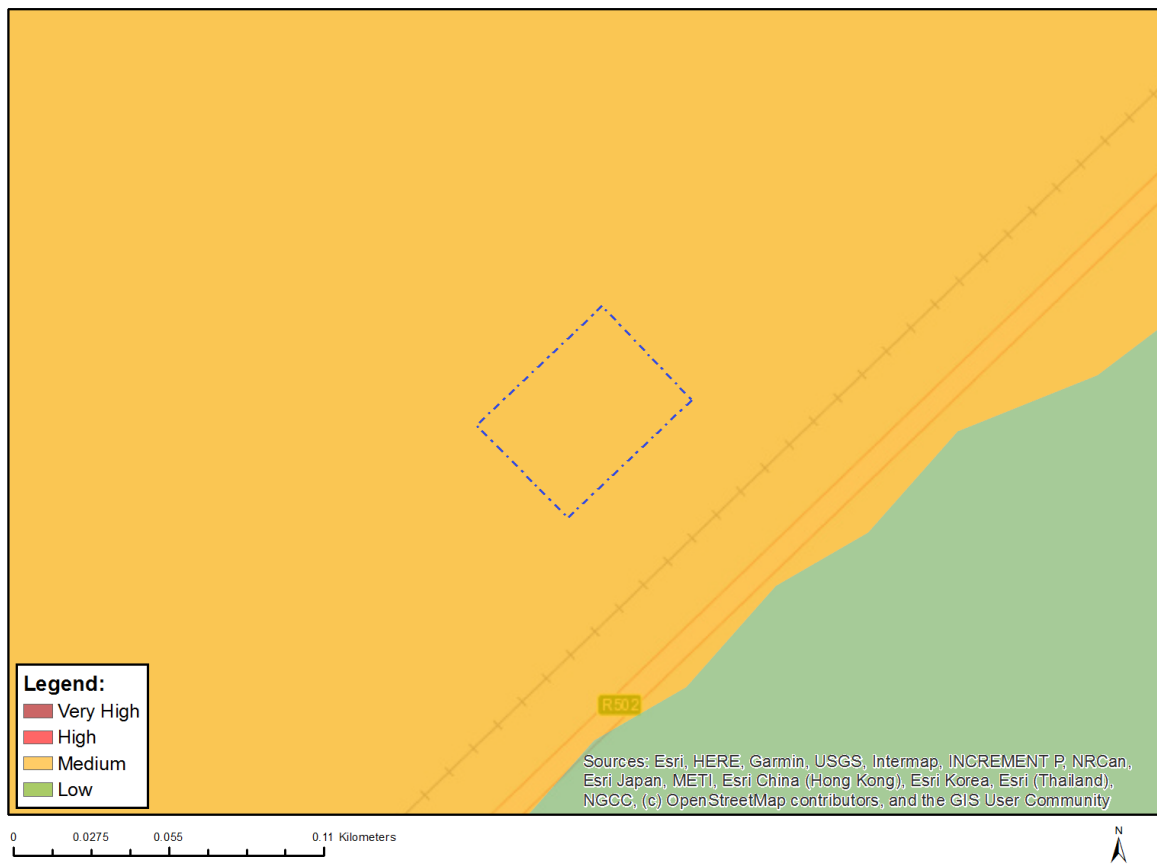 R502
Legend:
Very High
High
Medium
Low
Sources: Esri, HERE, Garmin, USGS, Intermap, INCREMENT P, NRCan,
Esri Japan, METI, Esri China (Hong Kong), Esri Korea, Esri (Thailand),
NGCC, (c) OpenStreetMap contributors, and the GIS User Community
0 0.0275 0.055 0.11 Kilometers
N